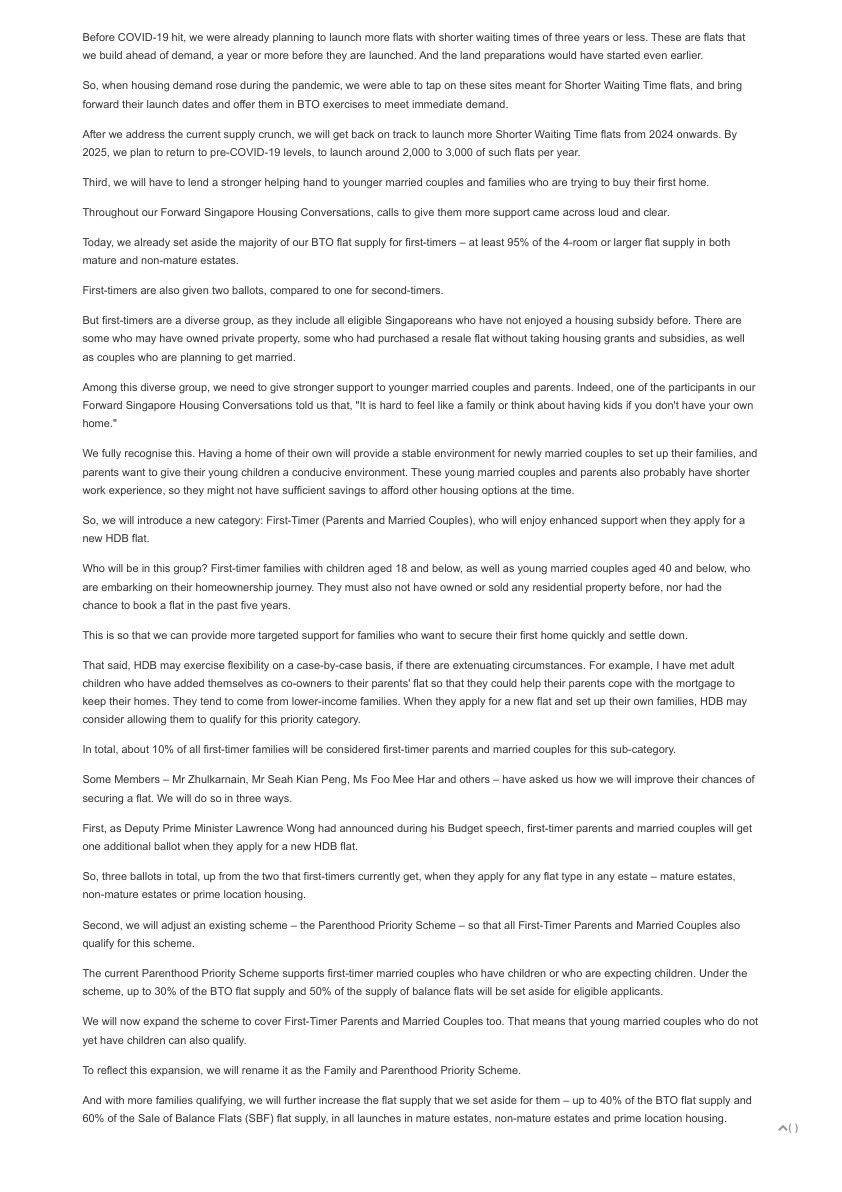 Before COVID-19 hit, we were already planning to launch more flats with shorter waiting times of three years or less. These are flats that
we build ahead of demand, a year or more before they are launched. And the land preparations would have started even earlier.
So, when housing demand rose during the pandemic, we were able to tap on these sites meant for Shorter Waiting Time flats, and bring
forward their launch dates and offer them in BTO exercises to meet immediate demand.
After we address the current supply crunch, we will get back on track to launch more Shorter Waiting Time flats from 2024 onwards. By
2025, we plan to return to pre-COVID-19 levels, to launch around 2,000 to 3,000 of such flats per year.
Third, we will have to lend a stronger helping hand to younger married couples and families who are trying to buy their first home.
Throughout our Forward Singapore Housing Conversations, calls to give them more support came across loud and clear.
Today, we already set aside the majority of our BTO flat supply for first-timers – at least 95% of the 4-room or larger flat supply in both
mature and non-mature estates.
First-timers are also given two ballots, compared to one for second-timers.
But first-timers are a diverse group, as they include all eligible Singaporeans who have not enjoyed a housing subsidy before. There are
some who may have owned private property, some who had purchased a resale flat without taking housing grants and subsidies, as well
as couples who are planning to get married.
Among this diverse group, we need to give stronger support to younger married couples and parents. Indeed, one of the participants in our
Forward Singapore Housing Conversations told us that, "It is hard to feel like a family or think about having kids if you don't have your own
home."
We fully recognise this. Having a home of their own will provide a stable environment for newly married couples to set up their families, and
parents want to give their young children a conducive environment. These young married couples and parents also probably have shorter
work experience, so they might not have sufficient savings to afford other housing options at the time.
So, we will introduce a new category: First-Timer (Parents and Married Couples), who will enjoy enhanced support when they apply for a
new HDB flat.
Who will be in this group? First-timer families with children aged 18 and below, as well as young married couples aged 40 and below, who
are embarking on their homeownership journey. They must also not have owned or sold any residential property before, nor had the
chance to book a flat in the past five years.
This is so that we can provide more targeted support for families who want to secure their first home quickly and settle down.
That said, HDB may exercise flexibility on a case-by-case basis, if there are extenuating circumstances. For example, I have met adult
children who have added themselves as co-owners to their parents' flat so that they could help their parents cope with the mortgage to
keep their homes. They tend to come from lower-income families. When they apply for a new flat and set up their own families, HDB may
consider allowing them to qualify for this priority category.
In total, about 10% of all first-timer families will be considered first-timer parents and married couples for this sub-category.
Some Members – Mr Zhulkarnain, Mr Seah Kian Peng, Ms Foo Mee Har and others – have asked us how we will improve their chances of
securing a flat. We will do so in three ways.
First, as Deputy Prime Minister Lawrence Wong had announced during his Budget speech, first-timer parents and married couples will get
one additional ballot when they apply for a new HDB flat.
So, three ballots in total, up from the two that first-timers currently get, when they apply for any flat type in any estate – mature estates,
non-mature estates or prime location housing.
Second, we will adjust an existing scheme – the Parenthood Priority Scheme – so that all First-Timer Parents and Married Couples also
qualify for this scheme.
The current Parenthood Priority Scheme supports first-timer married couples who have children or who are expecting children. Under the
scheme, up to 30% of the BTO flat supply and 50% of the supply of balance flats will be set aside for eligible applicants.
We will now expand the scheme to cover First-Timer Parents and Married Couples too. That means that young married couples who do not
yet have children can also qualify.
To reflect this expansion, we will rename it as the Family and Parenthood Priority Scheme.
And with more families qualifying, we will further increase the flat supply that we set aside for them – up to 40% of the BTO flat supply and
60% of the Sale of Balance Flats (SBF) flat supply, in all launches in mature estates, non-mature estates and prime location housing.
( )